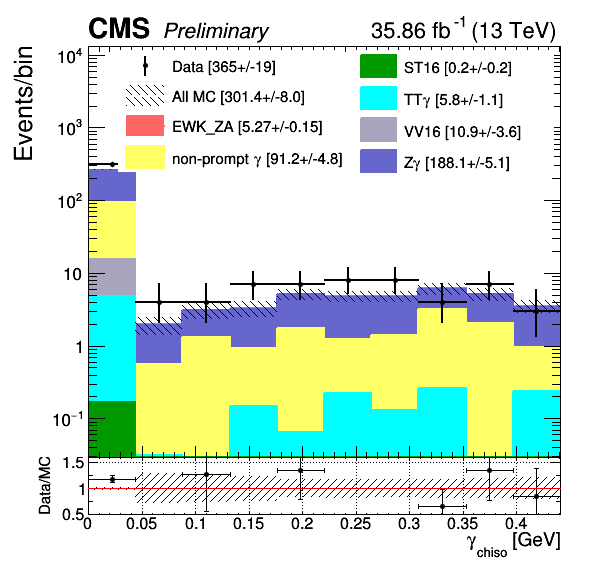 CMS Preliminary 35.86 fb⁻¹ (13 TeV)
Events/bin
10⁴
10³
10²
10
1
10⁻¹
Data [365+/-19]
All MC [301.4+/-8.0]
EWK_ZA [5.27+/-0.15]
non-prompt γ [91.2+/-4.8]
ST16 [0.2+/-0.2]
TTγ [5.8+/-1.1]
VV16 [10.9+/-3.6]
Zγ [188.1+/-5.1]
Data/MC
1.5
1
0.5
0 0.05 0.1 0.15 0.2 0.25 0.3 0.35 0.4
γchiso [GeV]